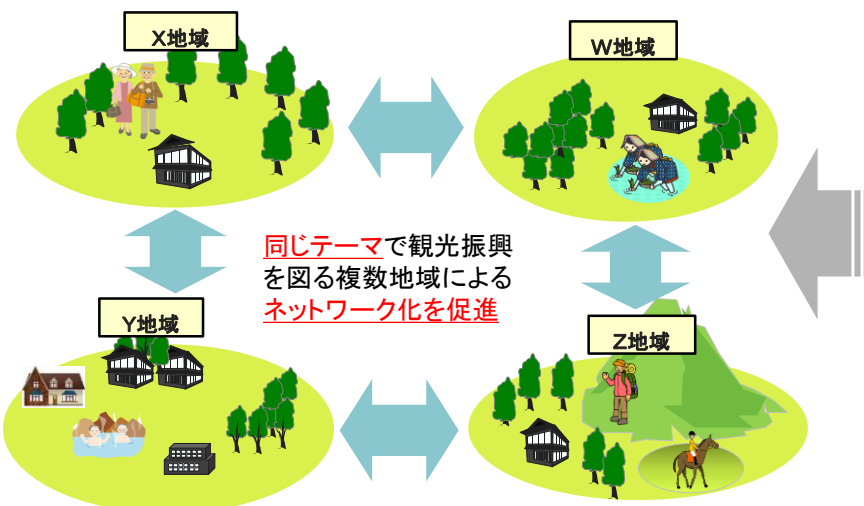 X地域
W地域
同じテーマで観光振興
を図る複数地域による
ネットワーク化を促進
Y地域
Z地域